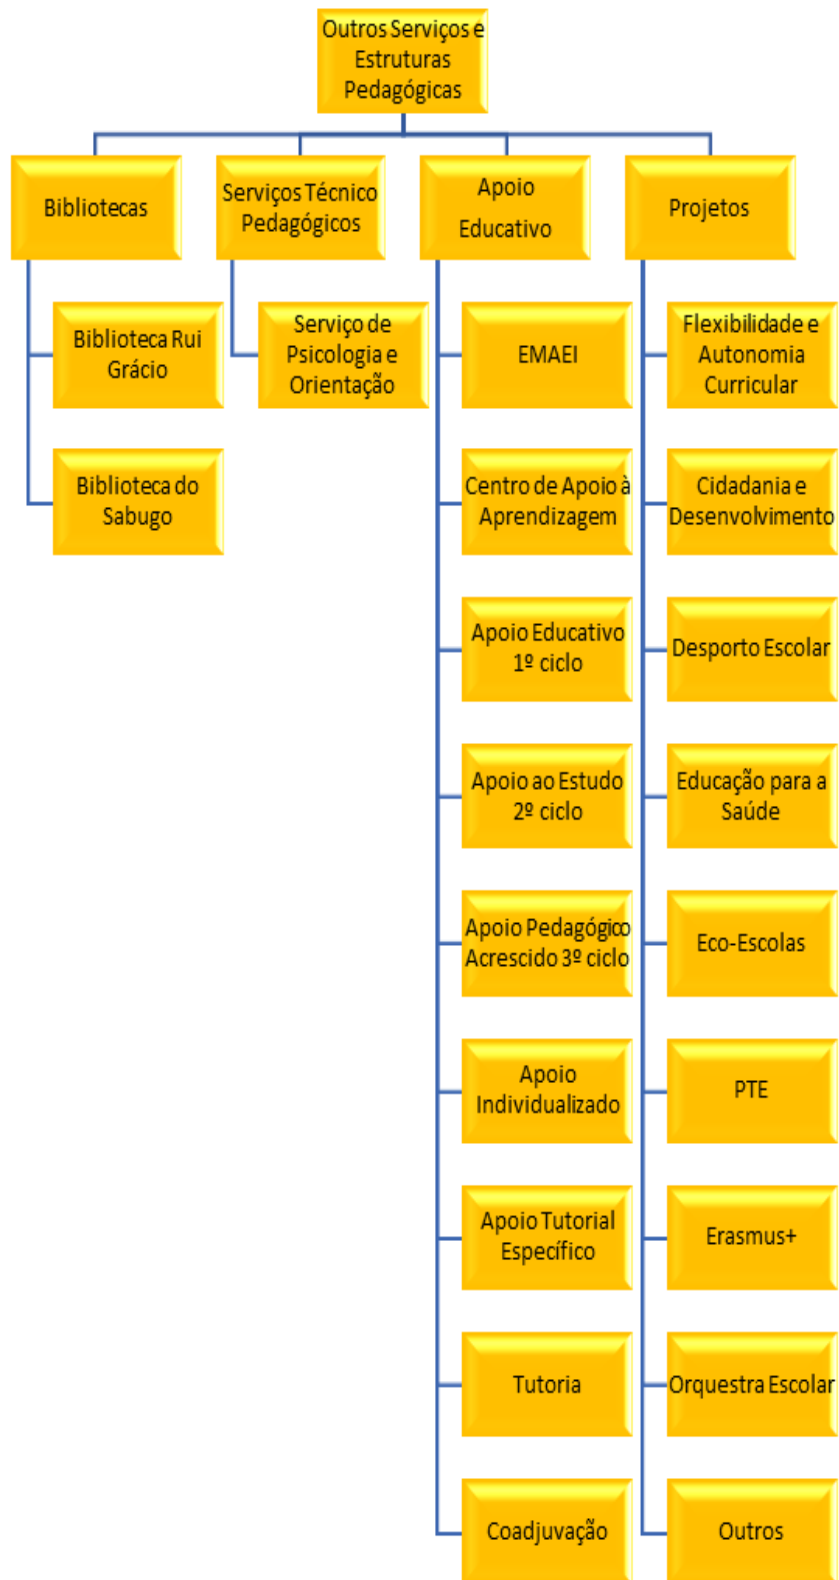 Outros Serviços e
Estruturas
Pedagógicas
Bibliotecas
Biblioteca Rui
Grácio
Biblioteca do
Sabugo
Serviços Técnico
Pedagógicos
Serviço de
Psicologia e
Orientação
Apoio
Educativo
EMAEI
Centro de Apoio à
Aprendizagem
Apoio Educativo
1º ciclo
Apoio ao Estudo
2º ciclo
Apoio Pedagógico
Acrescido 3º ciclo
Apoio
Individualizado
Apoio Tutorial
Específico
Tutoria
Coadjuvação
Projetos
Flexibilidade e
Autonomia
Curricular
Cidadania e
Desenvolvimento
Desporto Escolar
Educação para a
Saúde
Eco-Escolas
PTE
Erasmus+
Orquestra Escolar
Outros